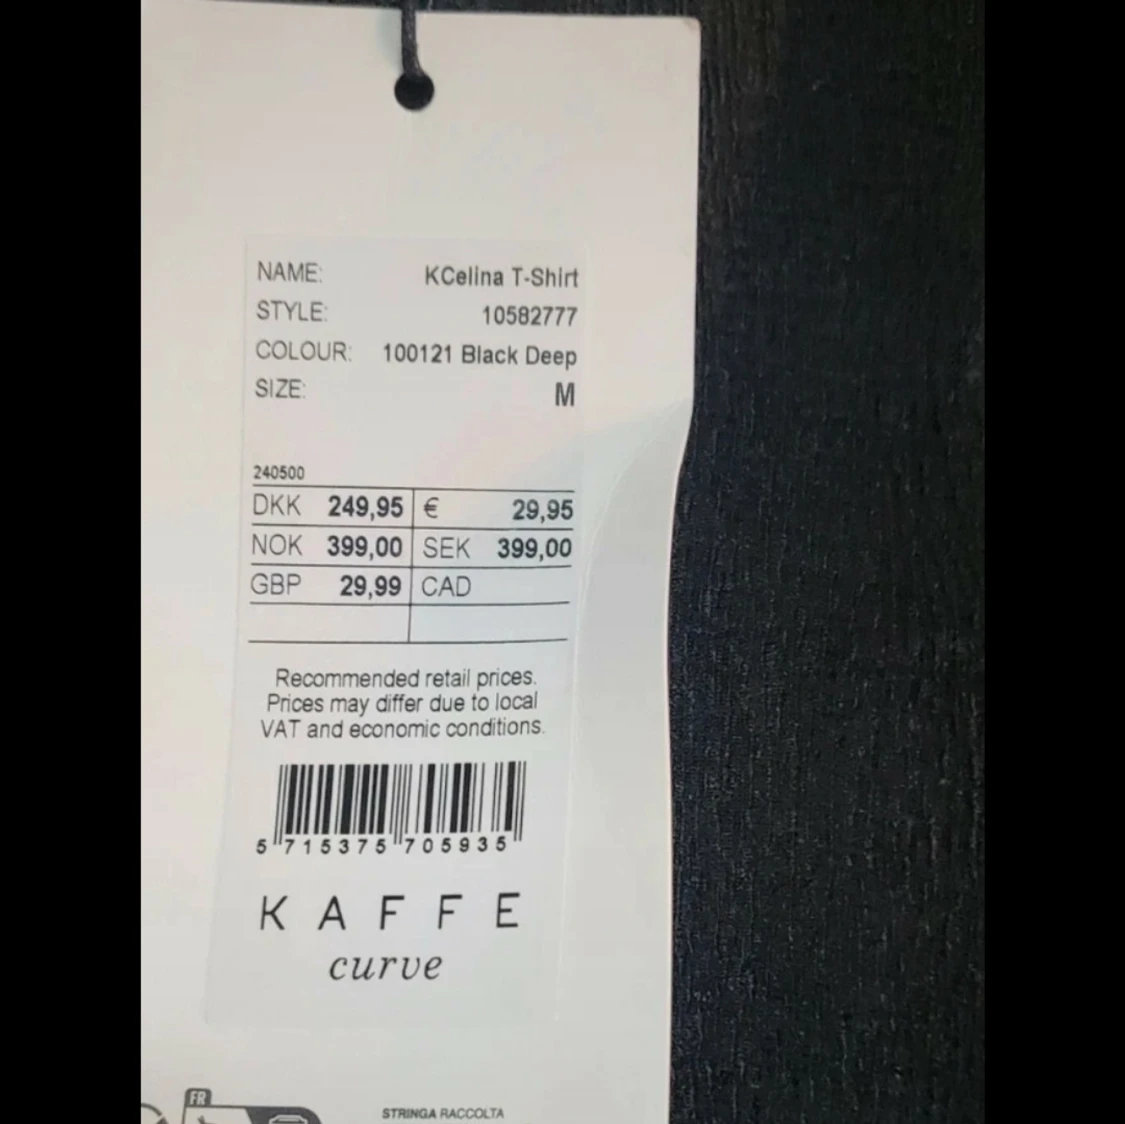 NAME: KCelina T-Shirt
STYLE: 10582777
COLOUR: 100121 Black Deep
SIZE: M
240500
DKK 249,95 € 29,95
NOK 399,00 SEK 399,00
GBP 29,99 CAD
Recommended retail prices.
Prices may differ due to local
VAT and economic conditions.
5 715375 705935
KAFFE
curve
FR
STRINGA RACCOLTA